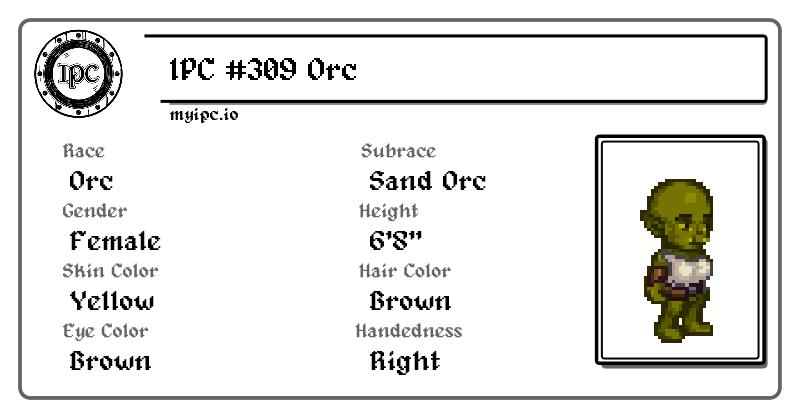 IPC
IPC #309 Orc
myipc.io
Race
Orc
Subrace
Sand Orc
Gender
Female
Height
6'8"
Skin Color
Yellow
Hair Color
Brown
Eye Color
Brown
Handedness
Right